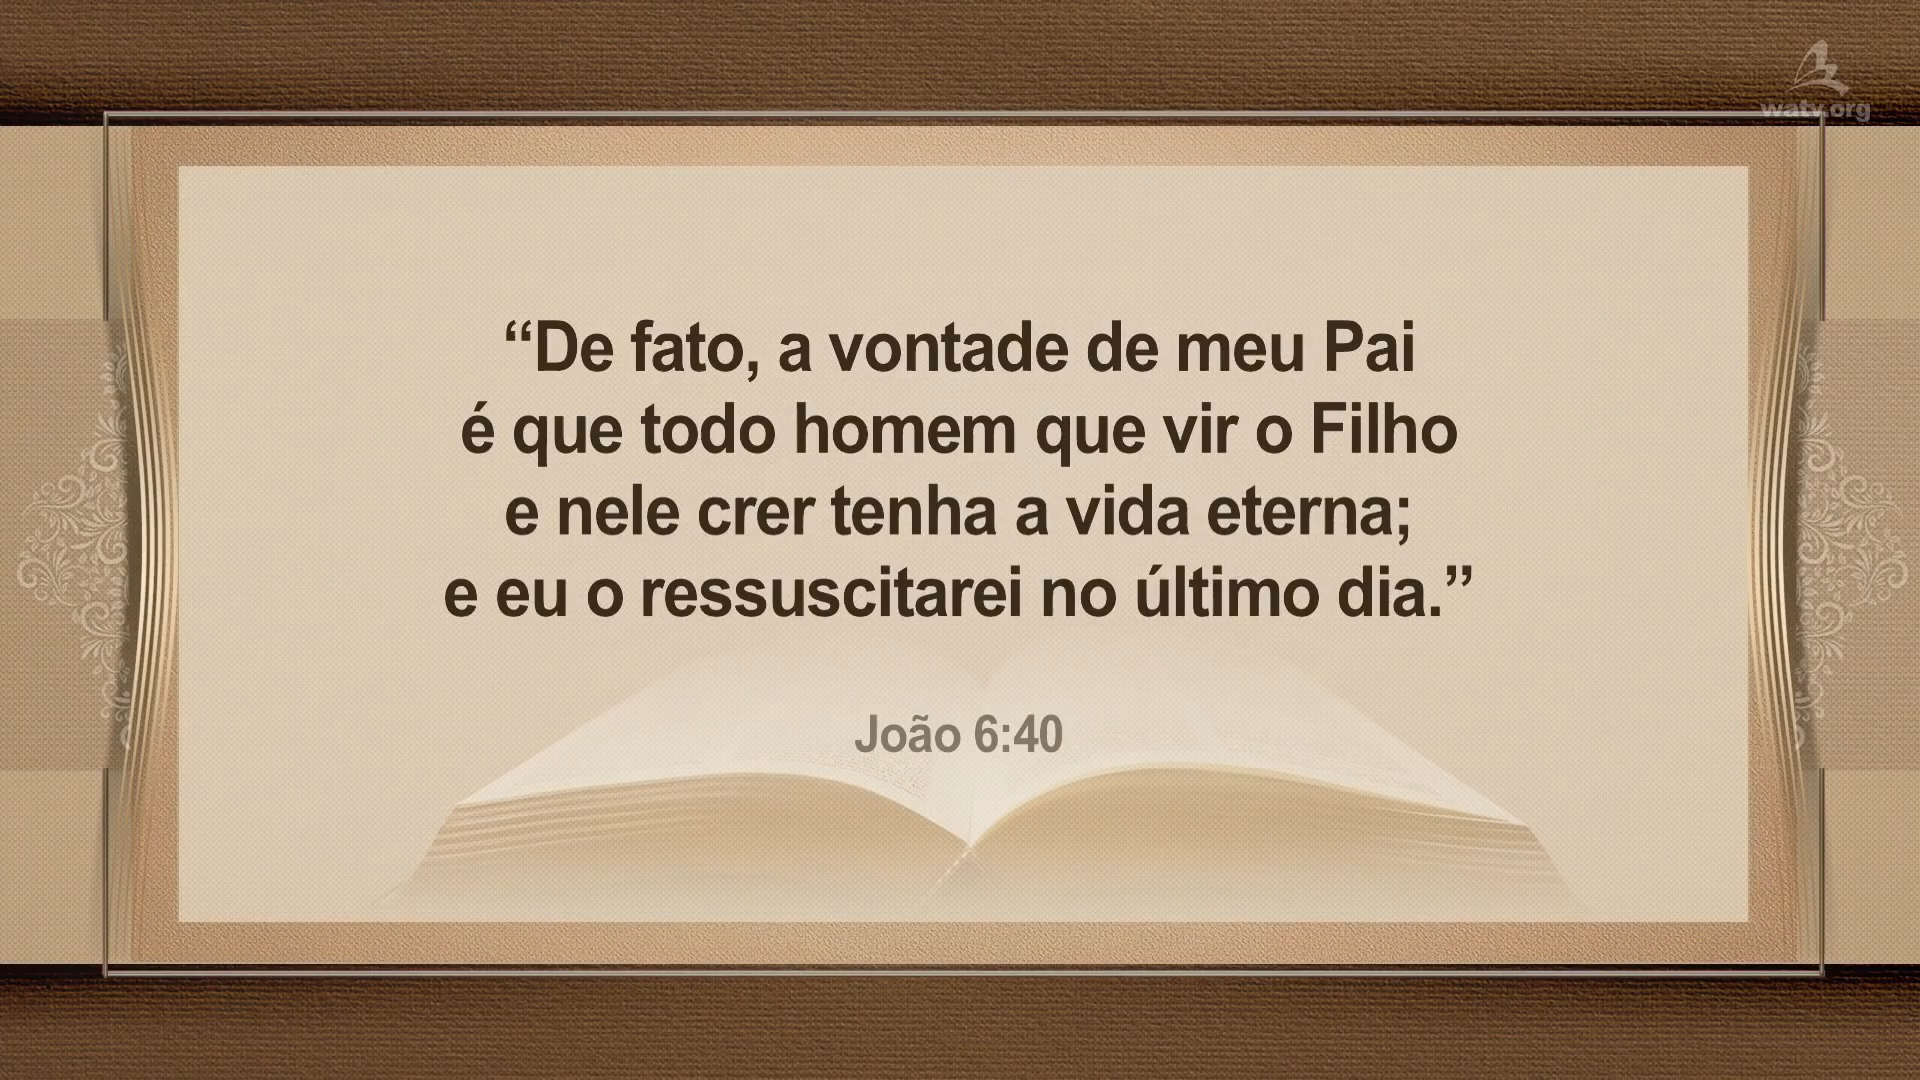 watv.org
“De fato, a vontade de meu Pai
é que todo homem que vir o Filho
e nele crer tenha a vida eterna;
e eu o ressuscitarei no último dia.”
João 6:40